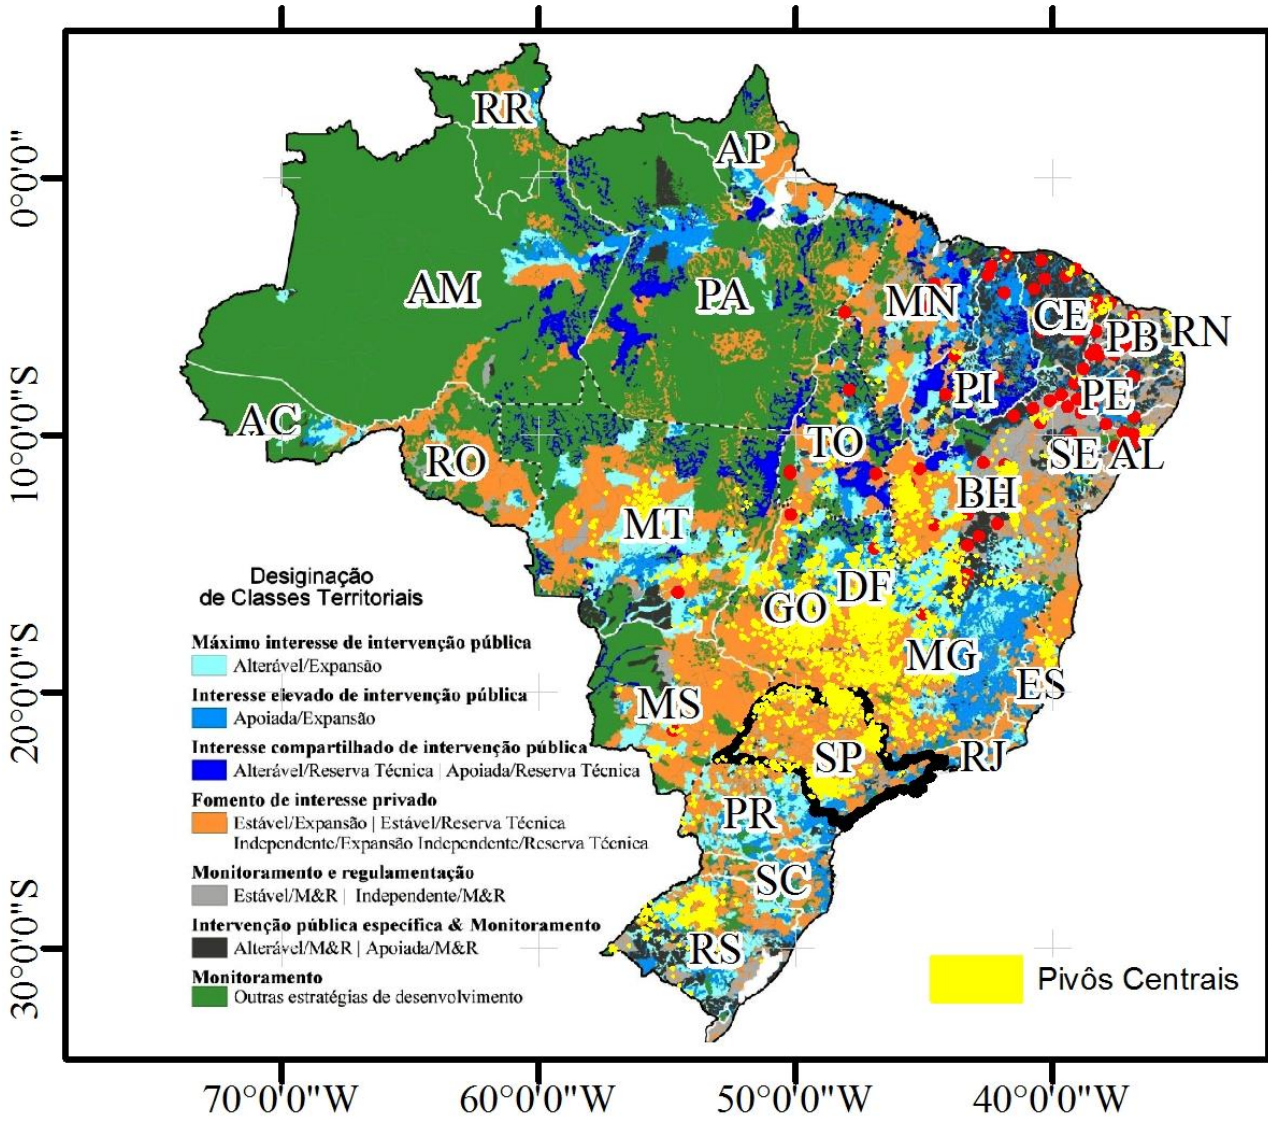 RR
AP
AM
PA
MN
CE
PB
RN
PI
PE
AC
TO
RO
SE
AL
BH
MT
DF
GO
MG
ES
MS
SP
RJ
PR
SC
RS
Desiginação
de Classes Territoriais
Máximo interesse de intervenção pública
Alterável/Expansão
Interesse elevado de intervenção pública
Apoiada/Expansão
Interesse compartilhado de intervenção pública
Alterável/Reserva Técnica | Apoiada/Reserva Técnica
Fomento de interesse privado
Estável/Expansão | Estável/Reserva Técnica
Independente/Expansão Independente/Reserva Técnica
Monitoramento e regulamentação
Estável/M&R | Independente/M&R
Intervenção pública específica & Monitoramento
Alterável/M&R | Apoiada/M&R
Monitoramento
Outras estratégias de desenvolvimento
Pivôs Centrais
0°0'0"
10°0'0"S
20°0'0"S
30°0'0"S
70°0'0"W
60°0'0"W
50°0'0"W
40°0'0"W